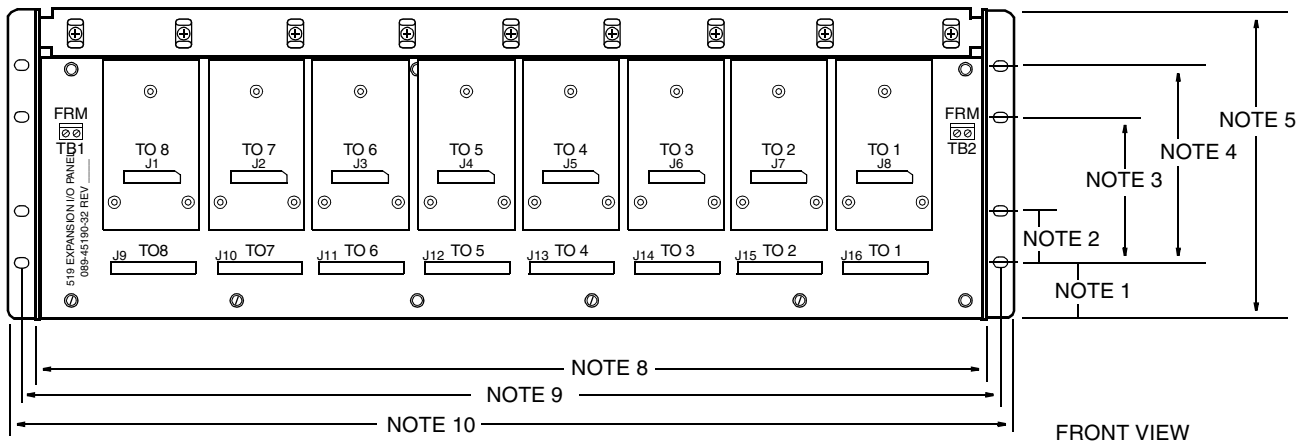 FRM
TB1
519 EXPANSION I/O PANEL
089-45190-32 REV
TO 8
J1
TO 7
J2
TO 6
J3
TO 5
J4
TO 4
J5
TO 3
J6
TO 2
J7
TO 1
J8
FRM
TB2
J9 TO8
J10 TO7
J11 TO 6
J12 TO 5
J13 TO 4
J14 TO 3
J15 TO 2
J16 TO 1
NOTE 5
NOTE 4
NOTE 3
NOTE 2
NOTE 1
NOTE 8
NOTE 9
NOTE 10
FRONT VIEW